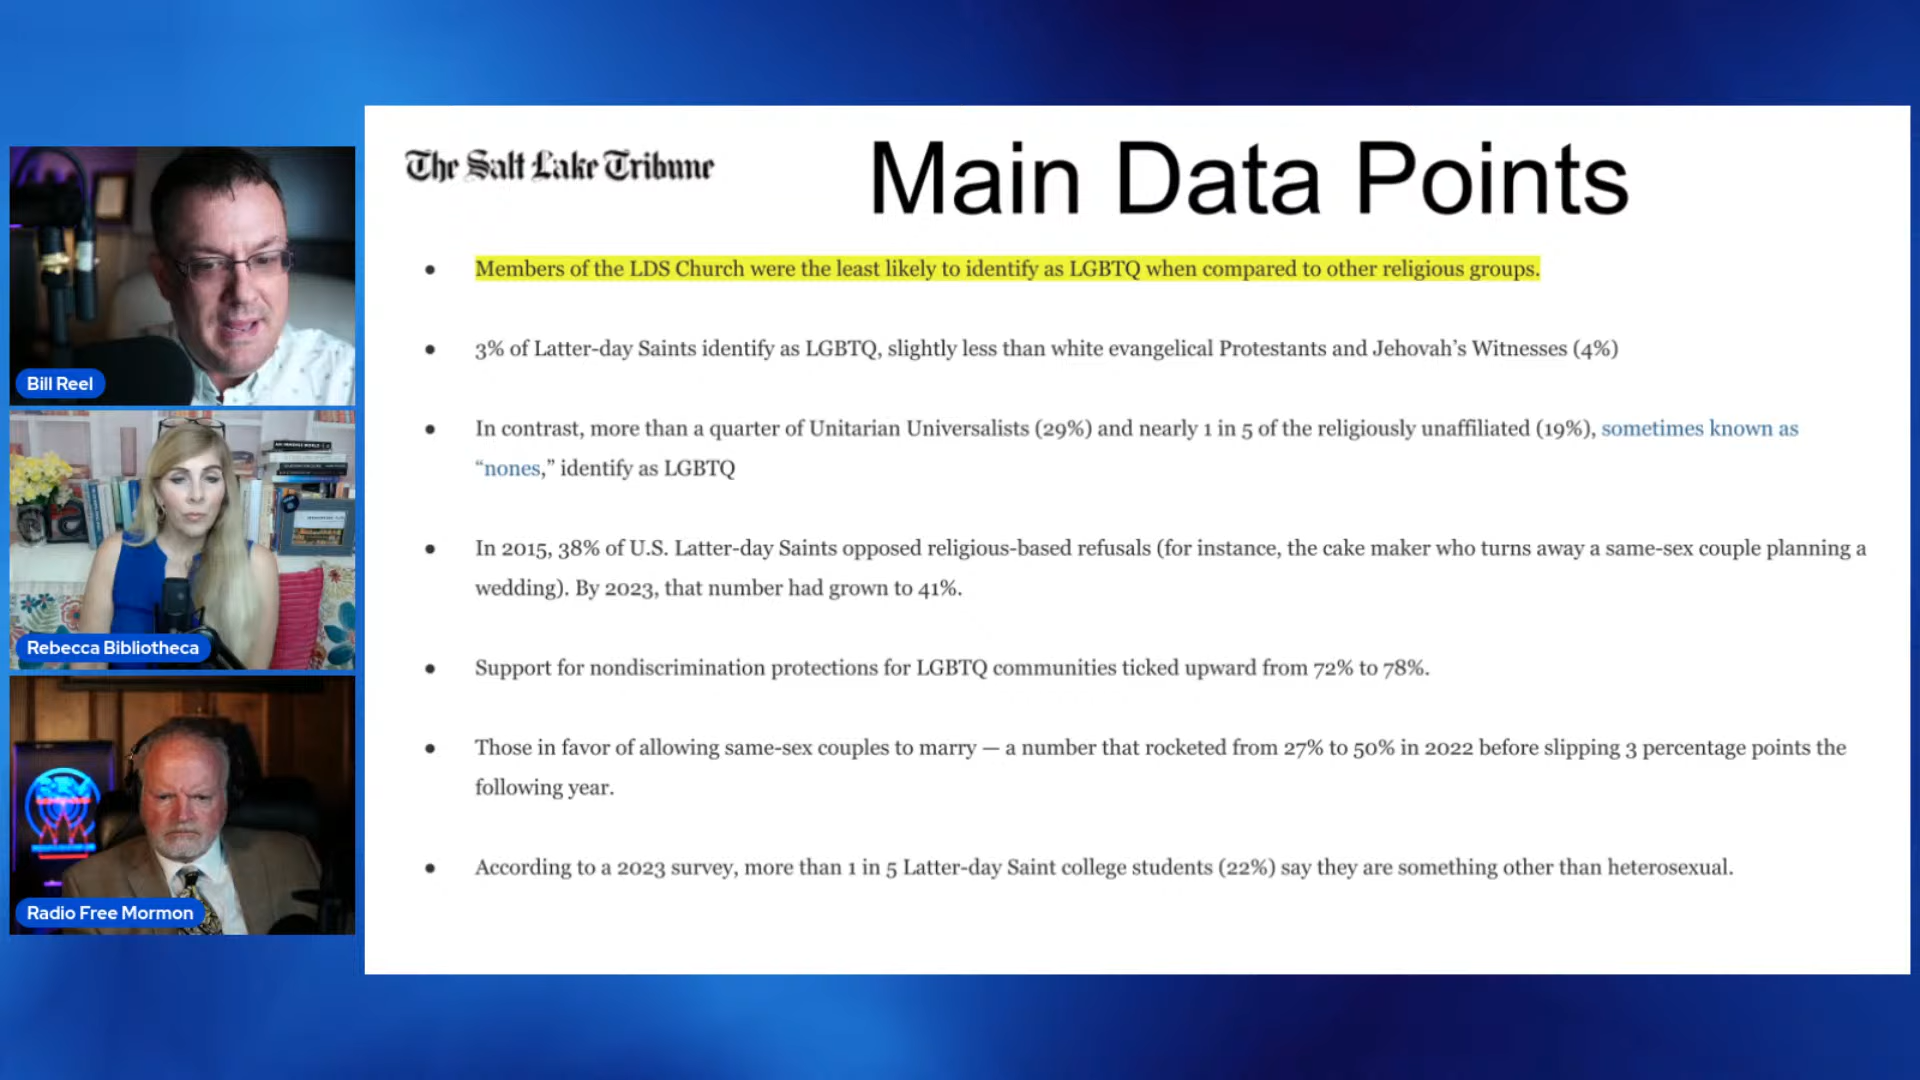 The Salt Lake Tribune
Main Data Points
Members of the LDS Church were the least likely to identify as LGBTQ when compared to other religious groups.
3% of Latter-day Saints identify as LGBTQ, slightly less than white evangelical Protestants and Jehovah’s Witnesses (4%)
In contrast, more than a quarter of Unitarian Universalists (29%) and nearly 1 in 5 of the religiously unaffiliated (19%), sometimes known as
“nones,” identify as LGBTQ
In 2015, 38% of U.S. Latter-day Saints opposed religious-based refusals (for instance, the cake maker who turns away a same-sex couple planning a
wedding). By 2023, that number had grown to 41%.
Support for nondiscrimination protections for LGBTQ communities ticked upward from 72% to 78%.
Those in favor of allowing same-sex couples to marry — a number that rocketed from 27% to 50% in 2022 before slipping 3 percentage points the
following year.
According to a 2023 survey, more than 1 in 5 Latter-day Saint college students (22%) say they are something other than heterosexual.
Bill Reel
Rebecca Bibliotheca
Radio Free Mormon